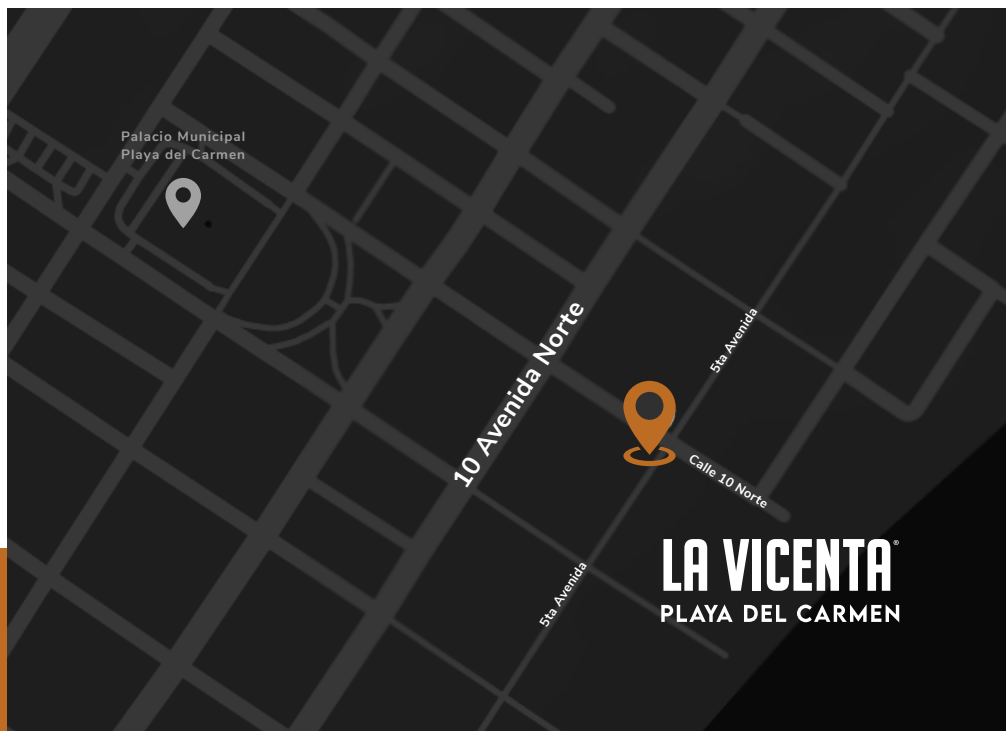 Palacio Municipal
Playa del Carmen
10 Avenida Norte
5ta Avenida
Calle 10 Norte
5ta Avenida
LA VICENTA®
PLAYA DEL CARMEN